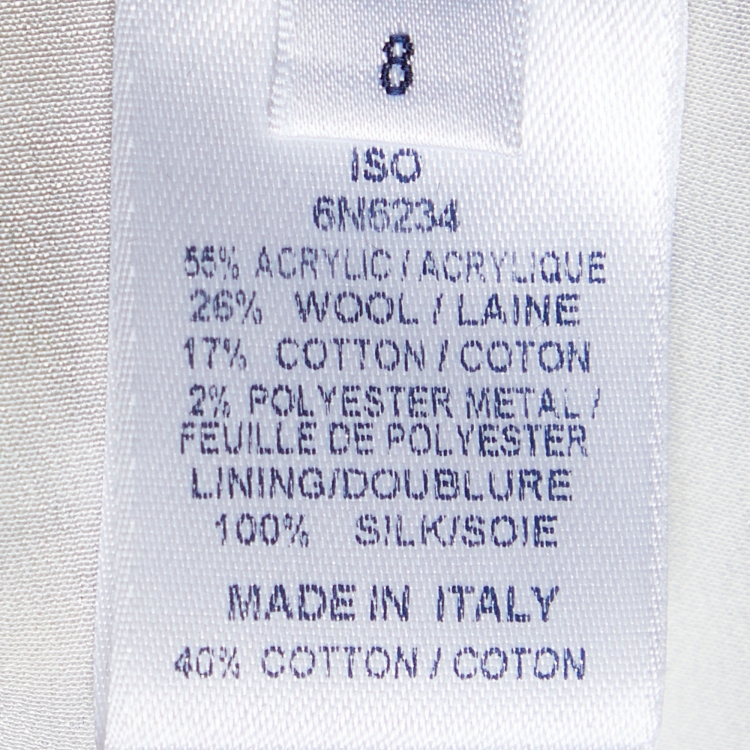 8
ISO
6N6234
55% ACRYLIC / ACRYLIQUE
26% WOOL / LAINE
17% COTTON / COTON
2% POLYESTER METAL /
FEUILLE DE POLYESTER
LINING/DOUBLURE
100% SILK/SOIE
MADE IN ITALY
40% COTTON / COTON